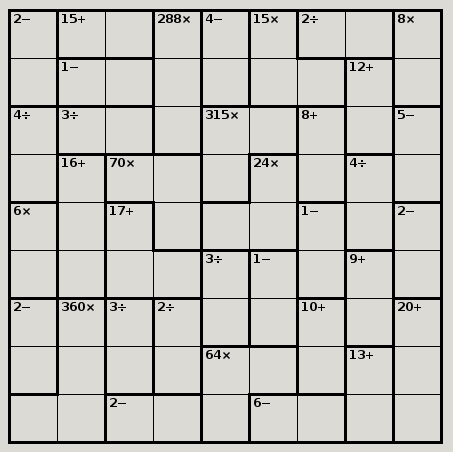 2− 15+ 288× 4− 15× 2÷ 8×
1− 12+
4÷ 3÷ 315× 8+ 5−
16+ 70× 24× 4÷
6× 17+ 1− 2−
3÷ 1− 9+
2− 360× 3÷ 2÷ 10+ 20+
64× 13+
2− 6−